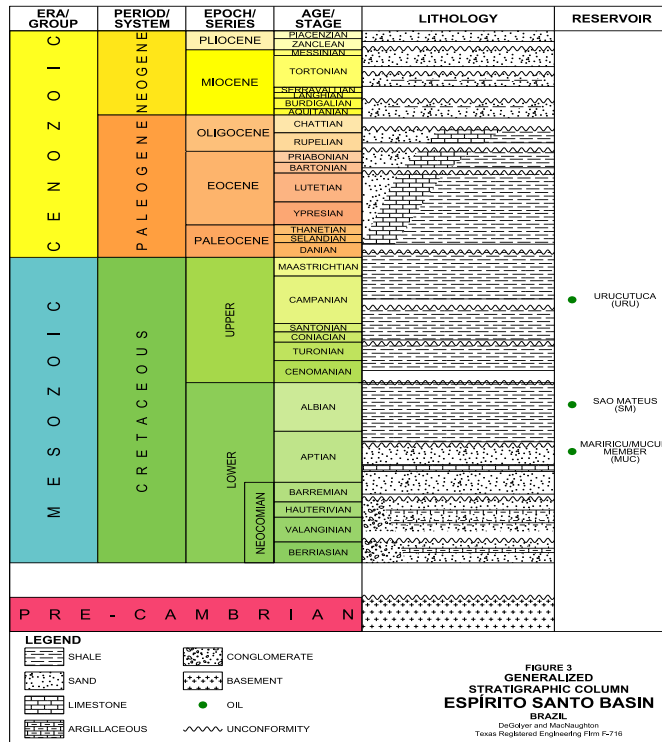 ERA/
GROUP
PERIOD/
SYSTEM
EPOCH/
SERIES
AGE/
STAGE
LITHOLOGY
RESERVOIR
CENOZOIC
MESOZOIC
NEOGENE
PALEOGENE
CRETACEOUS
PLIOCENE
MIOCENE
OLIGOCENE
EOCENE
PALEOCENE
UPPER
LOWER
NEOCOMIAN
PIACENZIAN
ZANCLEAN
MESSINIAN
TORTONIAN
SERRAVALLIAN
LANGHIAN
BURDIGALIAN
AQUITANIAN
CHATTIAN
RUPELIAN
PRIABONIAN
BARTONIAN
LUTETIAN
YPRESIAN
THANETIAN
SELANDIAN
DANIAN
MAASTRICHTIAN
CAMPANIAN
SANTONIAN
CONIACIAN
TURONIAN
CENOMANIAN
ALBIAN
APTIAN
BARREMIAN
HAUTERIVIAN
VALANGINIAN
BERRIASIAN
URUCUTUCA
(URU)
SAO MATEUS
(SM)
MARIRICU/MUCUI
MEMBER
(MUC)
PRE-CAMBRIAN
LEGEND
SHALE
SAND
LIMESTONE
ARGILLACEOUS
CONGLOMERATE
BASEMENT
OIL
UNCONFORMITY
FIGURE 3
GENERALIZED
STRATIGRAPHIC COLUMN
ESPÍRITO SANTO BASIN
BRAZIL
DeGolyer and MacNaughton
Texas Registered Engineering Firm F-716